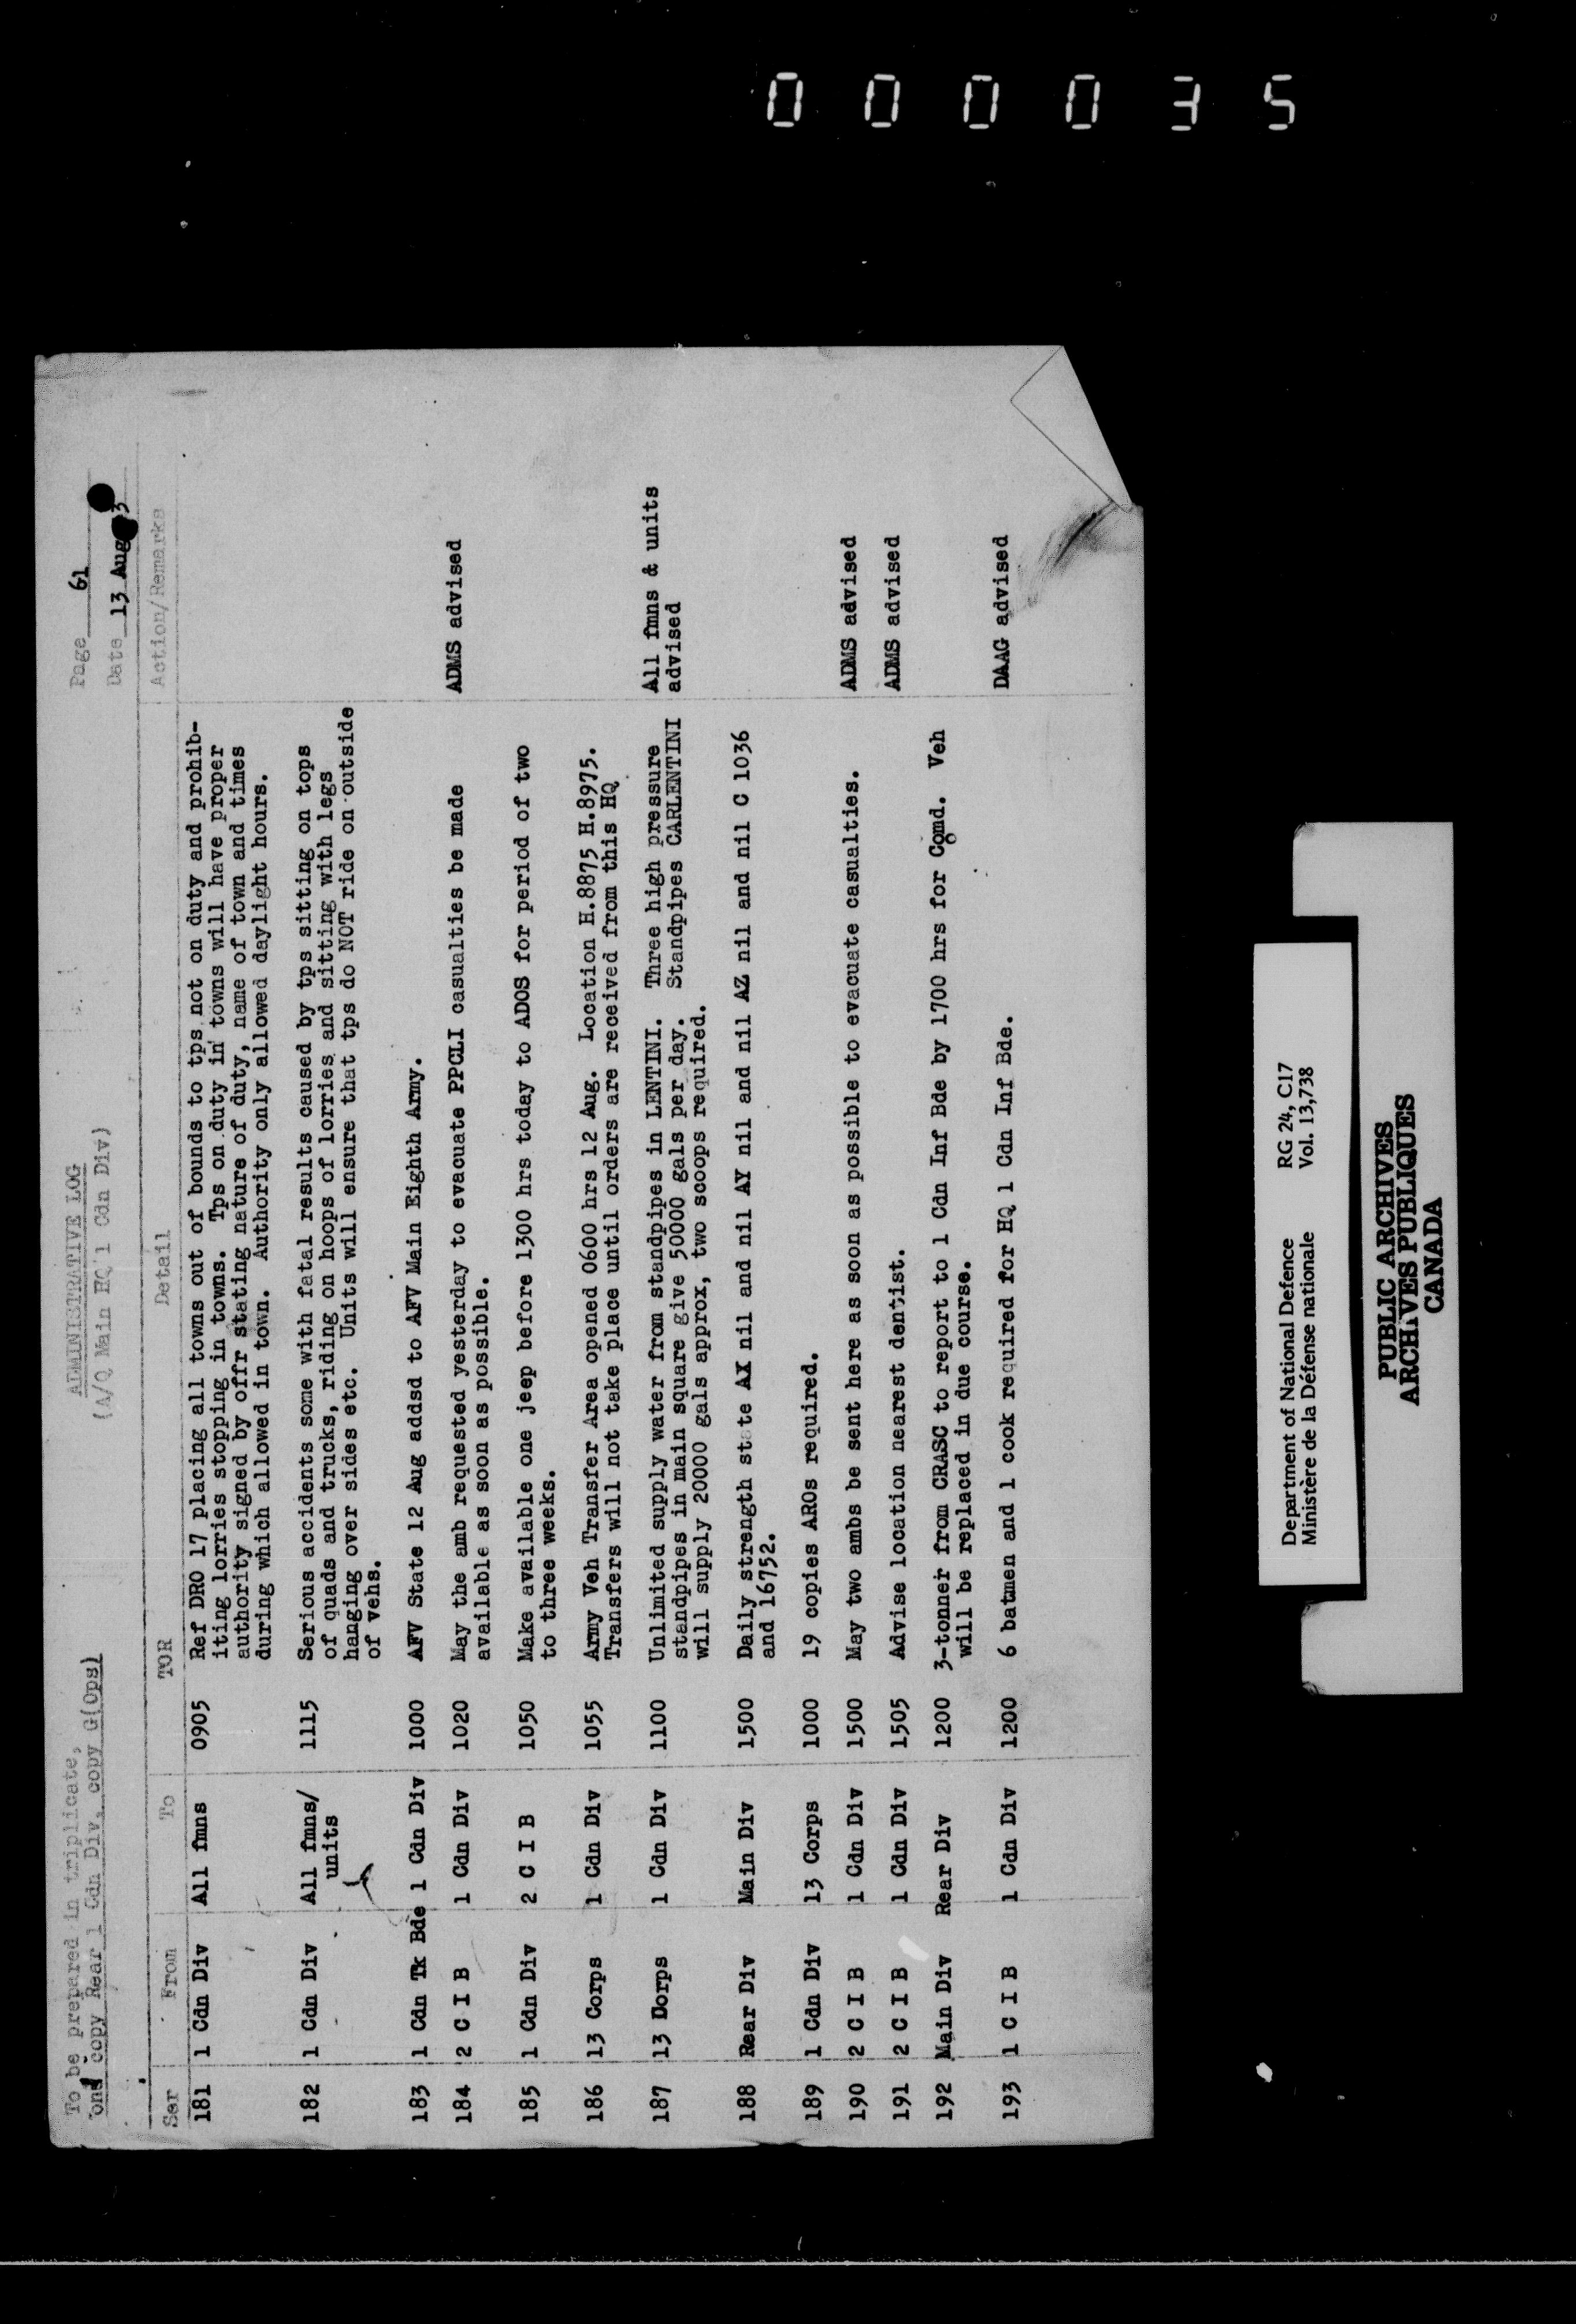 000035
To be prepared in triplicate,
one copy Rear 1 Cdn Div, copy G(Ops)
ADMINISTRATIVE LOG
(A/Q Main HQ 1 Cdn Div)
Page 61
Date 13 Aug 43
Ser From To TOR Detail Action/Remarks
181 1 Cdn Div All fmns 0905 Ref DRO 17 placing all towns out of bounds to tps not on duty and prohib-
iting lorries stopping in towns. Tps on duty in towns will have proper
authority signed by offr stating nature of duty, name of town and times
during which allowed in town. Authority only allowed daylight hours.
182 1 Cdn Div All fmns/ 1115 Serious accidents some with fatal results caused by tps sitting on tops
units of quads and trucks, riding on hoops of lorries and sitting with legs
hanging over sides etc. Units will ensure that tps do NOT ride on outside
of vehs.
183 1 Cdn Tk Bde 1 Cdn Div 1000 AFV State 12 Aug addsd to AFV Main Eighth Army.
184 2 C I B 1 Cdn Div 1020 May the amb requested yesterday to evacuate PPCLI casualties be made ADMS advised
available as soon as possible.
185 1 Cdn Div 2 C I B 1050 Make available one jeep before 1300 hrs today to ADOS for period of two
to three weeks.
186 13 Corps 1 Cdn Div 1055 Army Veh Transfer Area opened 0600 hrs 12 Aug. Location H.8875 H.8975.
Transfers will not take place until orders are received from this HQ
187 13 Dorps 1 Cdn Div 1100 Unlimited supply water from standpipes in LENTINI. Three high pressure All fmns & units
standpipes in main square give 50000 gals per day. Standpipes CARLENTINI advised
will supply 20000 gals approx, two scoops required.
188 Rear Div Main Div 1500 Daily strength state AX nil and nil AY nil and nil AZ nil and nil C 1036
and 16752.
189 1 Cdn Div 13 Corps 1000 19 copies AROs required.
190 2 C I B 1 Cdn Div 1500 May two ambs be sent here as soon as possible to evacuate casualties. ADMS advised
191 2 C I B 1 Cdn Div 1505 Advise location nearest dentist. ADMS advised
192 Main Div Rear Div 1200 3-tonner from CRASC to report to 1 Cdn Inf Bde by 1700 hrs for Comd. Veh
will be replaced in due course.
193 1 C I B 1 Cdn Div 1200 6 batmen and 1 cook required for HQ 1 Cdn Inf Bde. DAAG advised
Department of National Defence RG 24, C17
Ministère de la Défense nationale Vol. 13,738
PUBLIC ARCHIVES
ARCHIVES PUBLIQUES
CANADA